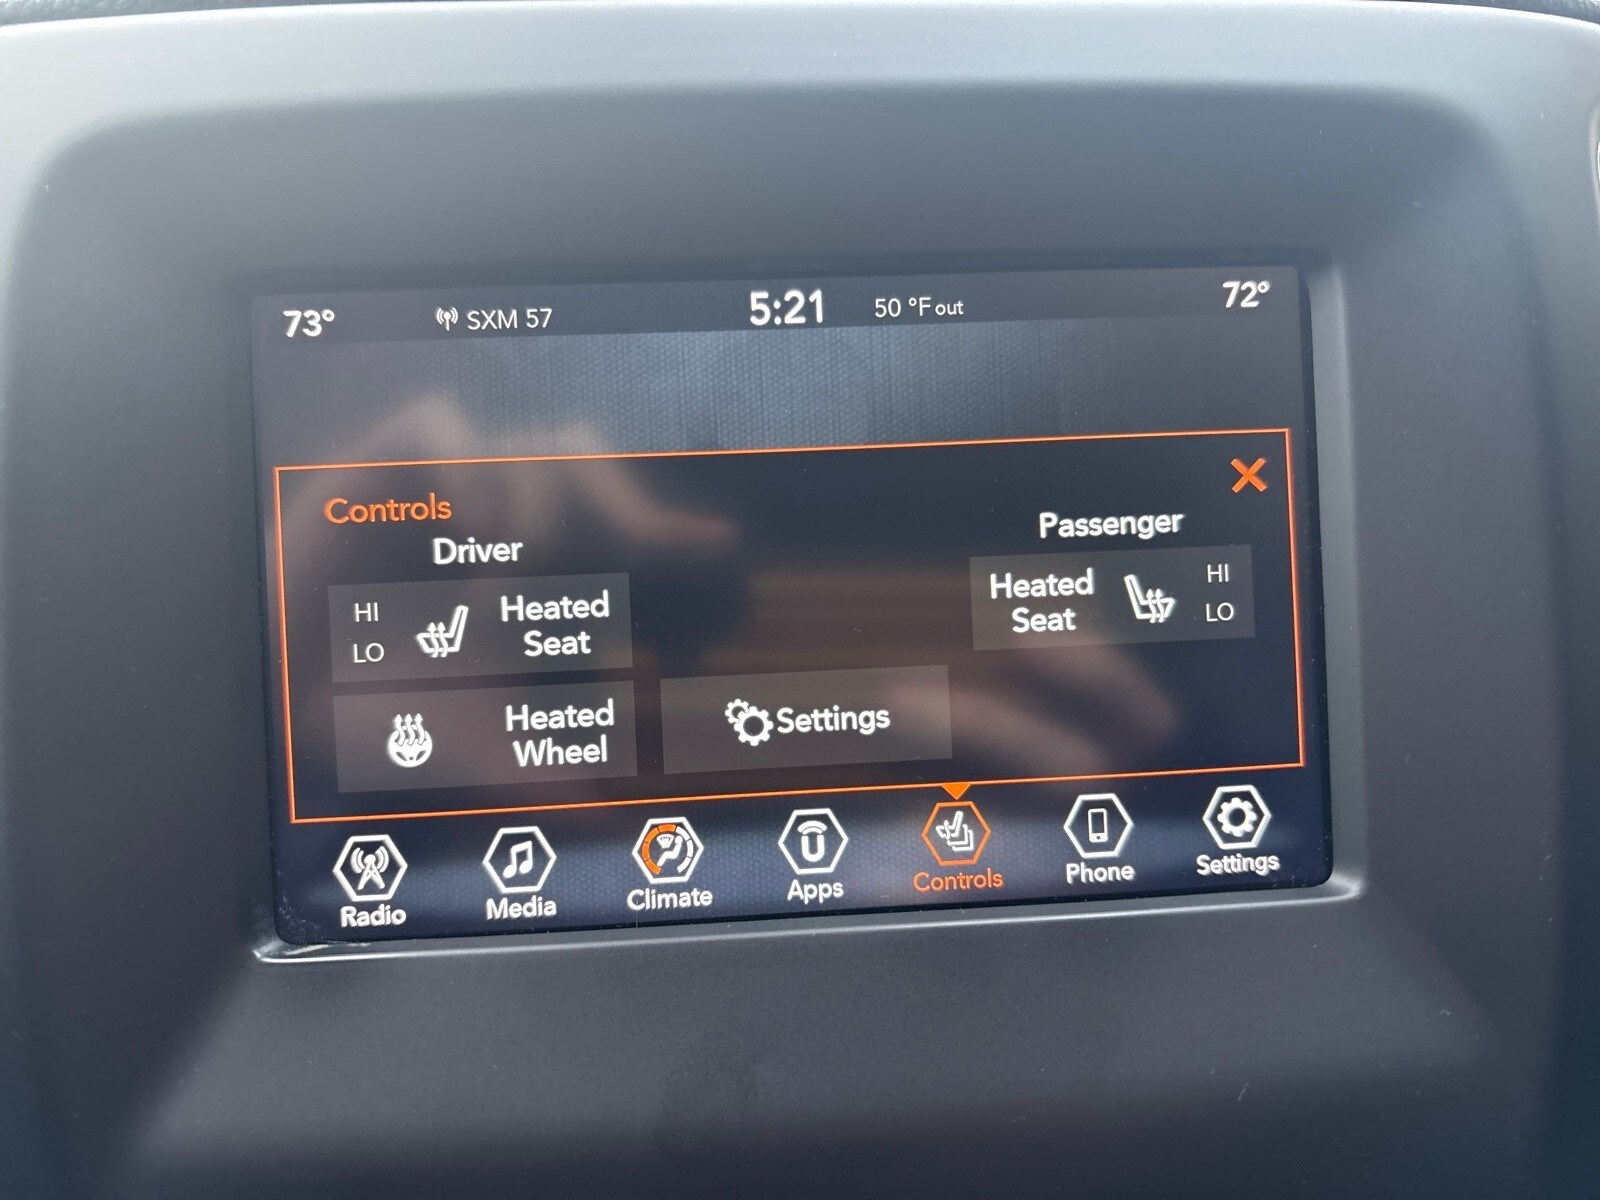 73° SXM 57 5:21 50 °F out 72°
Controls
Driver
Passenger
HI
LO
Heated
Seat
Heated
Seat
HI
LO
Heated
Wheel
Settings
Radio Media Climate Apps Controls Phone Settings